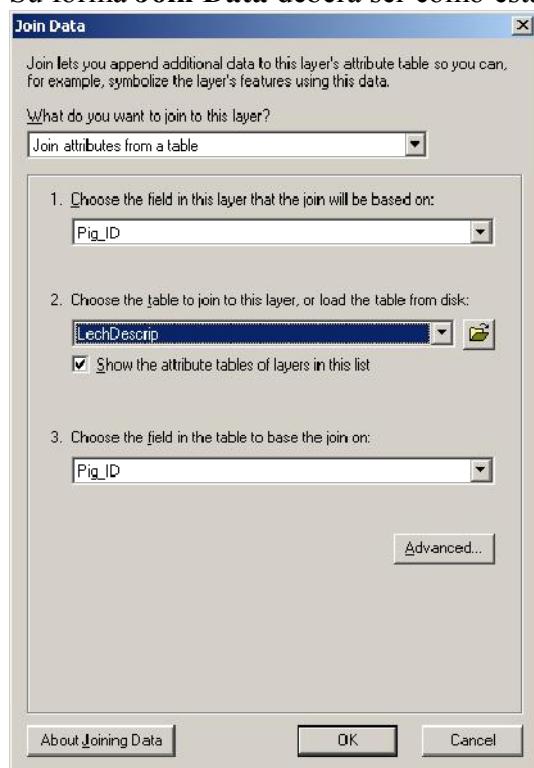 Su forma Join Data deberá ser como esta
Join Data
Join lets you append additional data to this layer's attribute table so you can,
for example, symbolize the layer's features using this data.
What do you want to join to this layer?
Join attributes from a table
1. Choose the field in this layer that the join will be based on:
Pig_ID
2. Choose the table to join to this layer, or load the table from disk:
LechDescrip
Show the attribute tables of layers in this list
3. Choose the field in the table to base the join on:
Pig_ID
Advanced...
About Joining Data
OK
Cancel